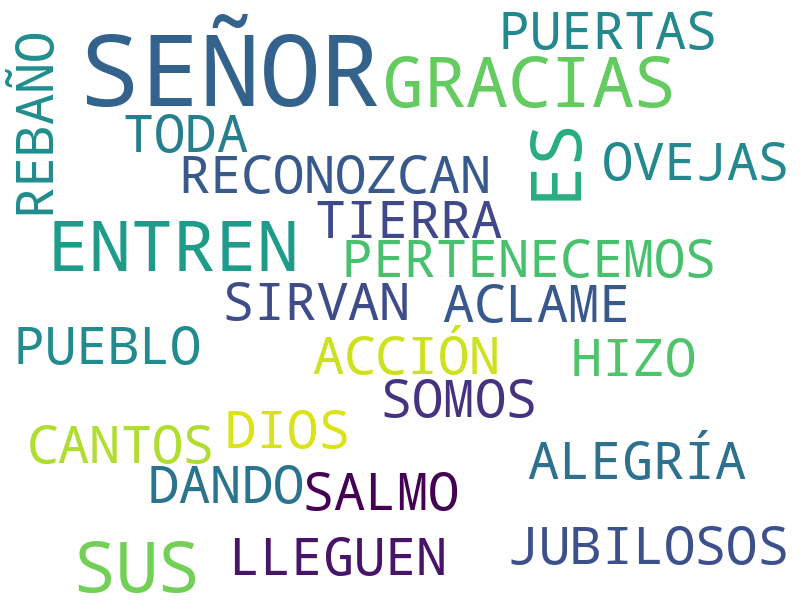 PUERTAS
SEÑOR
GRACIAS
REBAÑO
TODA
ES
OVEJAS
RECONOZCAN
TIERRA
ENTREN
PERTENECEMOS
SIRVAN
ACLAME
PUEBLO
ACCIÓN
HIZO
SOMOS
CANTOS
DIOS
ALEGRÍA
DANDO
SALMO
SUS
LLEGUEN
JUBILOSOS